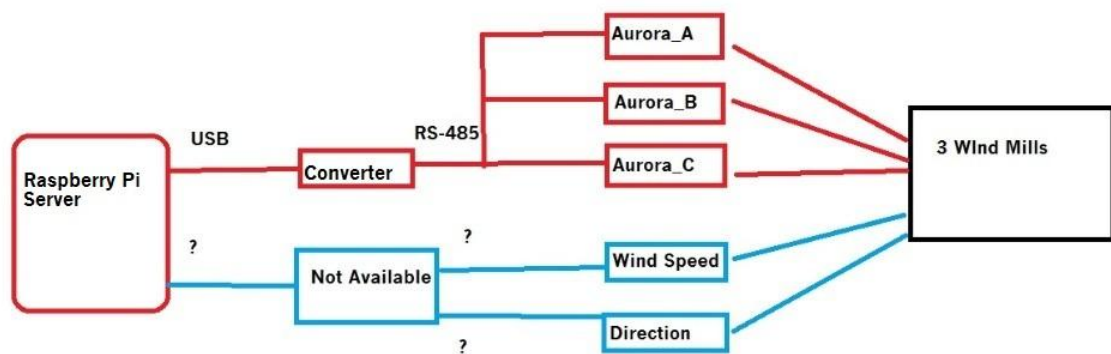 Aurora_A
Aurora_B
RS-485
USB
3 WInd Mills
Aurora_C
Converter
Raspberry Pi
Server
?
?
Wind Speed
Not Available
Direction
?